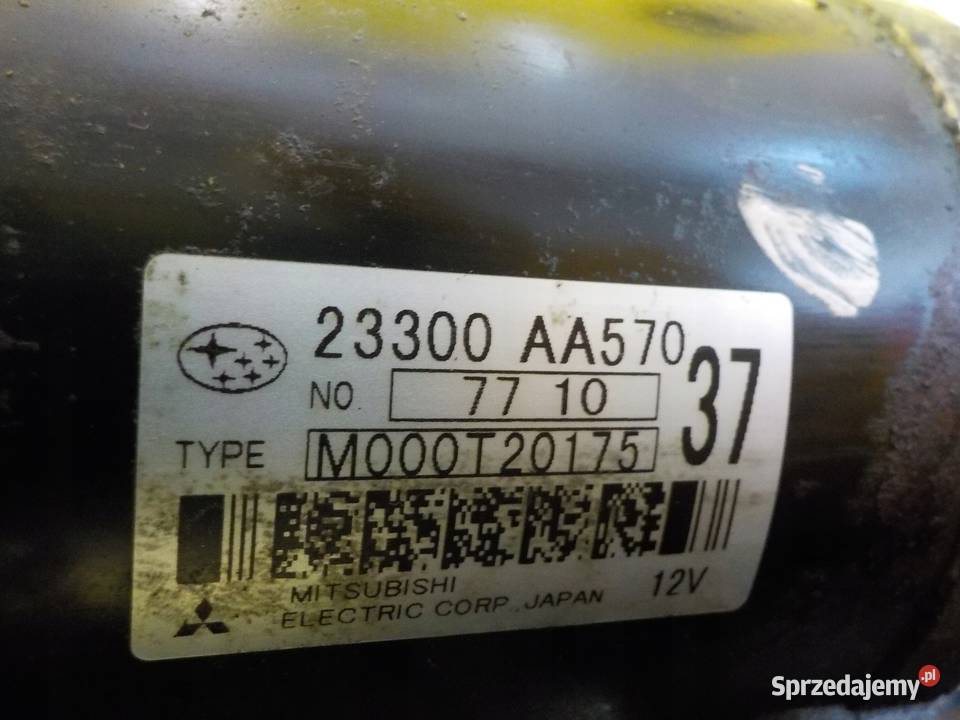 23300 AA570
NO 77 10
37
TYPE M000T20175
MITSUBISHI
ELECTRIC CORP. JAPAN 12V
Sprzedajemy.pl